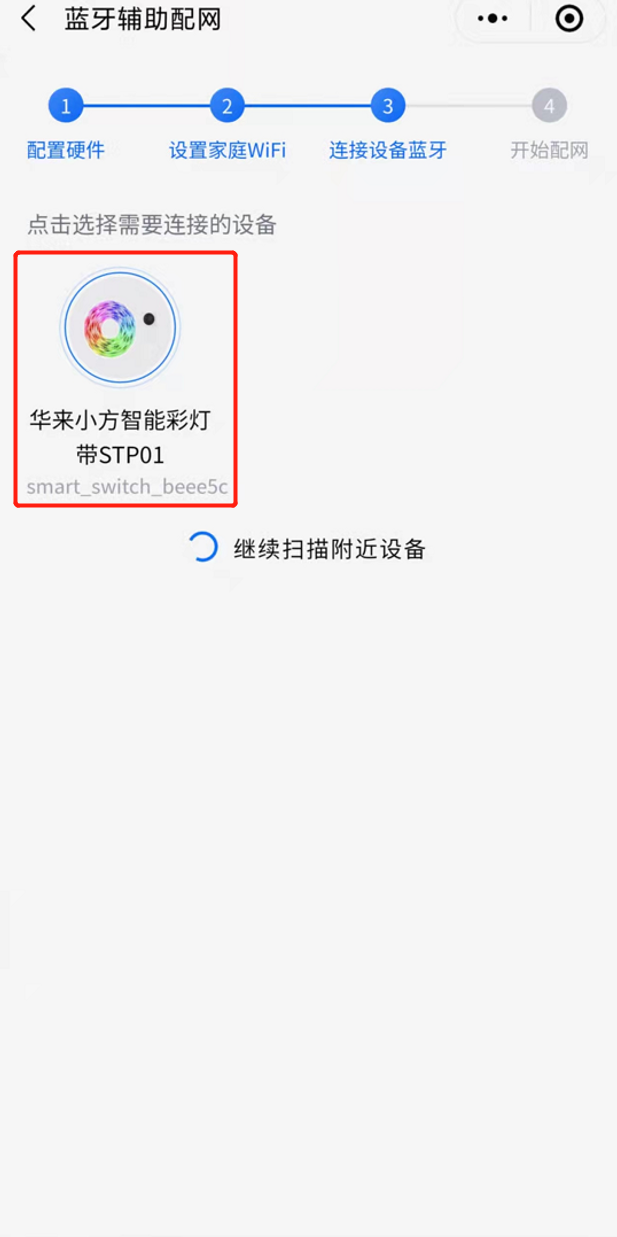 蓝牙辅助配网
1 2 3 4
配置硬件 设置家庭WiFi 连接设备蓝牙 开始配网
点击选择需要连接的设备
华来小方智能彩灯
带STP01
smart_switch_beee5c
继续扫描附近设备